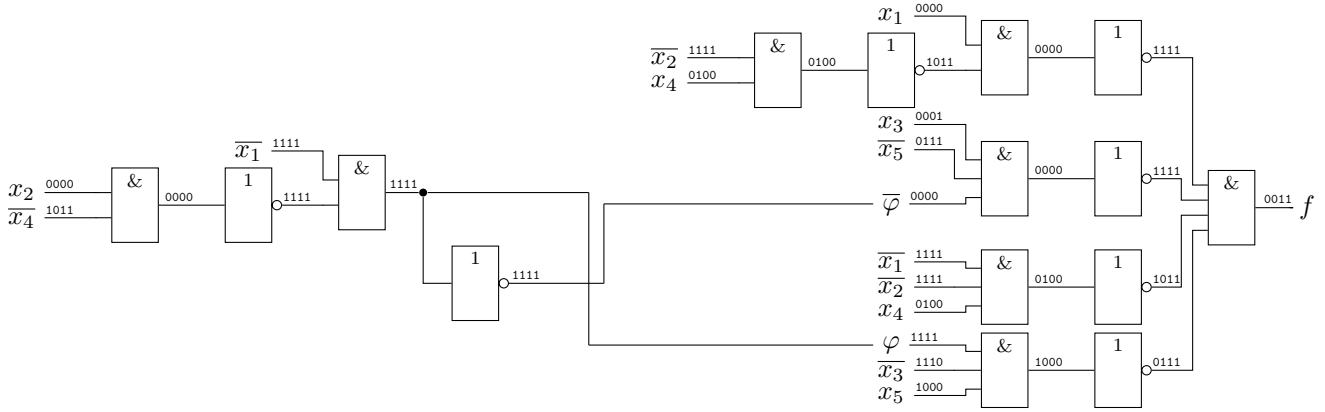 x₁ 0000 & 1
& 1 0000 1111
x̅₂ 1111 0100 1011
x₄ 0100
x₃ 0001 & 1
x̅₅ 0111 0000 1111
φ̅ 0000
x̅₁ 1111 & 1 &
x₂ 0000 & 0000 1 1111 1111
x̅₄ 1011
1 1111
& 0011 f
x̅₁ 1111 & 1
x̅₂ 1111 0100 1011
x₄ 0100
φ 1111 & 1
x̅₃ 1110 1000 0111
x₅ 1000